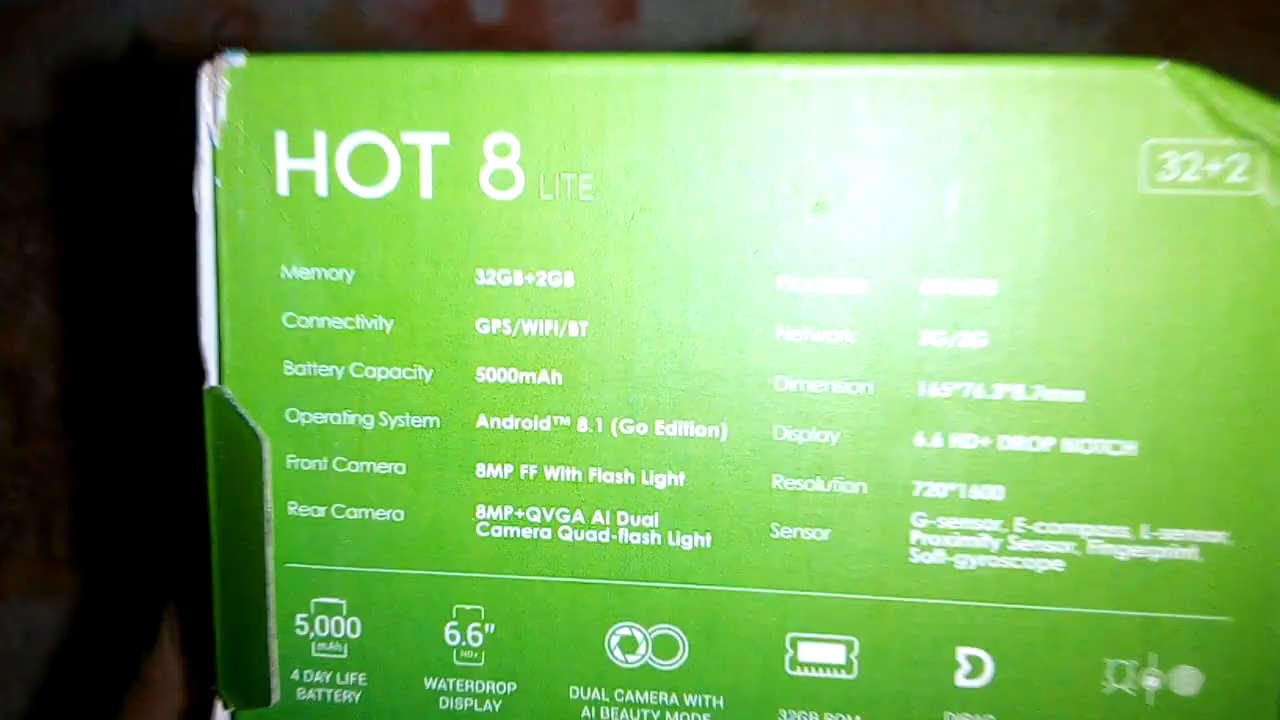 HOT 8 LITE
32+2
Memory 32GB+2GB
Connectivity GPS/WIFI/BT
Battery Capacity 5000mAh
Operating System Android™ 8.1 (Go Edition)
Front Camera 8MP FF With Flash Light
Rear Camera 8MP+QVGA AI Dual
Camera Quad-flash Light
Processor
Network 3G/2G
Dimension 165*76.3*8.7mm
Display 6.6 HD+ DROP NOTCH
Resolution 720*1600
Sensor G-sensor, E-compass, L-sensor,
Proximity Sensor, Fingerprint,
Soft-gyroscope
5,000
mAh
4 DAY LIFE
BATTERY
6.6"
HD+
WATERDROP
DISPLAY
DUAL CAMERA WITH
AI BEAUTY MODE
32GB ROM